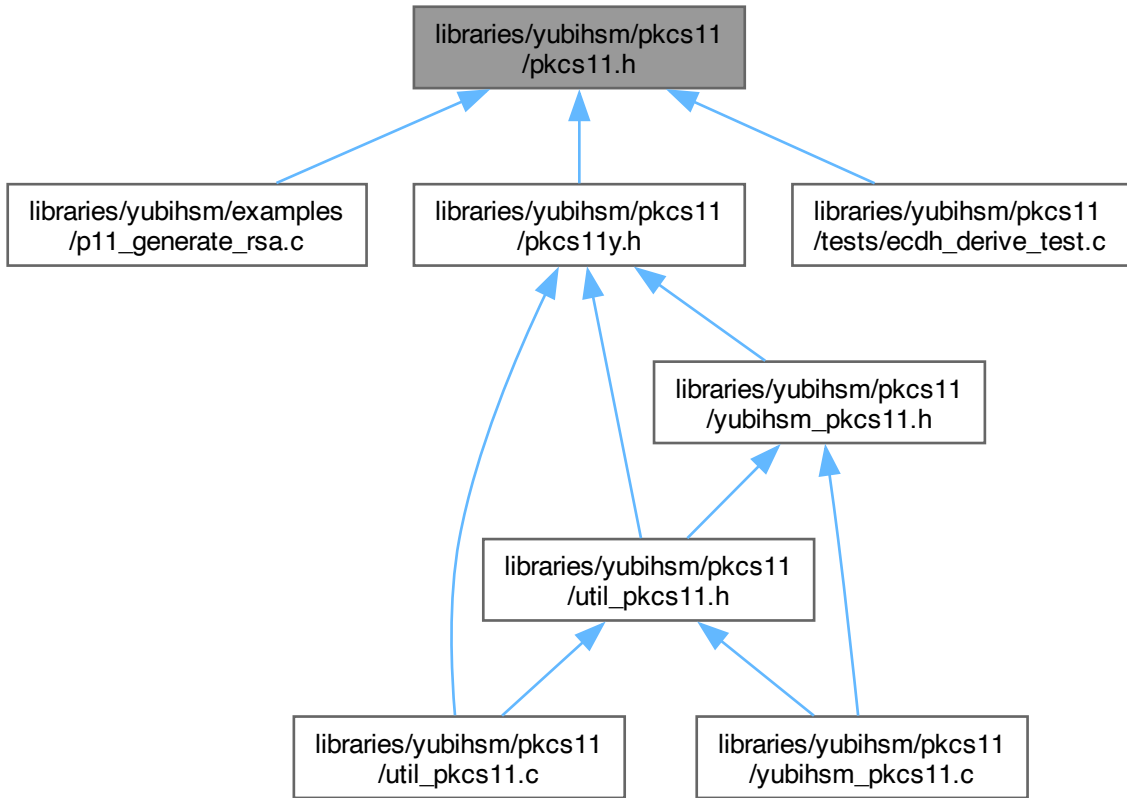 libraries/yubihsm/pkcs11
/pkcs11.h
libraries/yubihsm/examples
/p11_generate_rsa.c
libraries/yubihsm/pkcs11
/pkcs11y.h
libraries/yubihsm/pkcs11
/tests/ecdh_derive_test.c
libraries/yubihsm/pkcs11
/yubihsm_pkcs11.h
libraries/yubihsm/pkcs11
/util_pkcs11.h
libraries/yubihsm/pkcs11
/util_pkcs11.c
libraries/yubihsm/pkcs11
/yubihsm_pkcs11.c